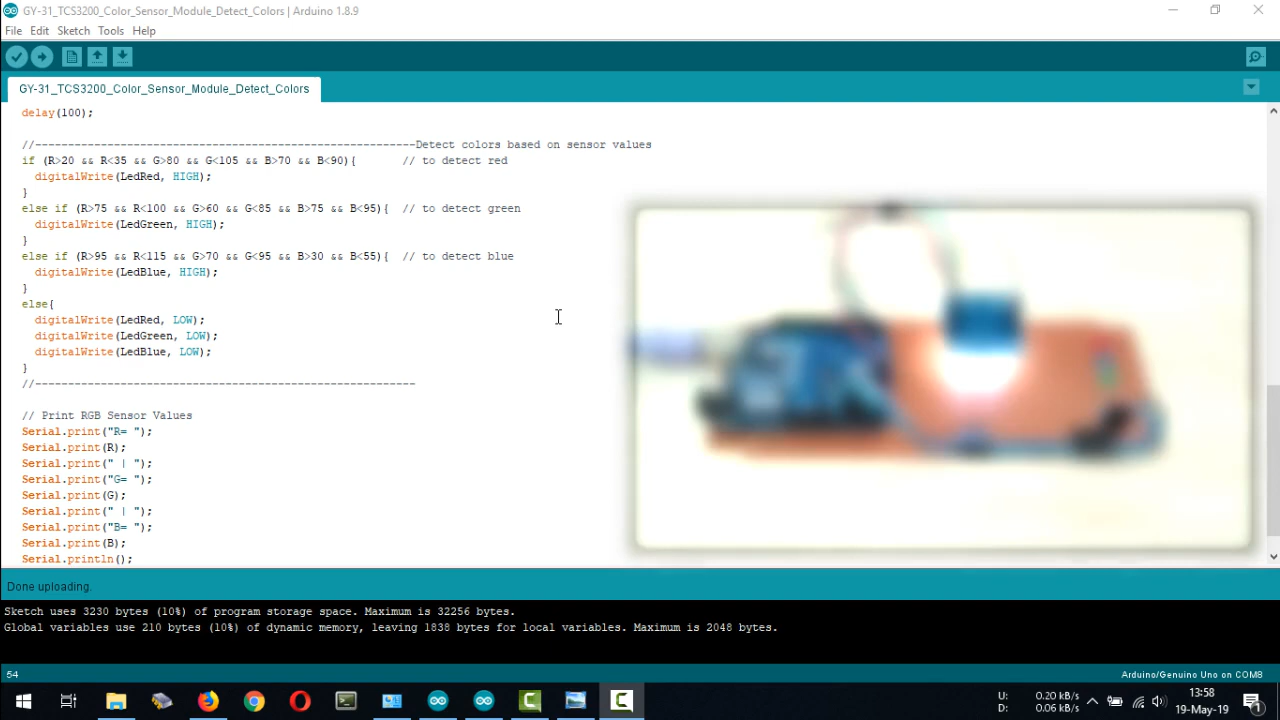 GY-31_TCS3200_Color_Sensor_Module_Detect_Colors | Arduino 1.8.9
File Edit Sketch Tools Help
GY-31_TCS3200_Color_Sensor_Module_Detect_Colors
delay(100);
//----------------------------------------------------------Detect colors based on sensor values
if (R>20 && R<35 && G>80 && G<105 && B>70 && B<90){ // to detect red
digitalWrite(LedRed, HIGH);
}
else if (R>75 && R<100 && G>60 && G<85 && B>75 && B<95){ // to detect green
digitalWrite(LedGreen, HIGH);
}
else if (R>95 && R<115 && G>70 && G<95 && B>30 && B<55){ // to detect blue
digitalWrite(LedBlue, HIGH);
}
else{
digitalWrite(LedRed, LOW);
digitalWrite(LedGreen, LOW);
digitalWrite(LedBlue, LOW);
}
//----------------------------------------------------------
// Print RGB Sensor Values
Serial.print("R= ");
Serial.print(R);
Serial.print(" | ");
Serial.print("G= ");
Serial.print(G);
Serial.print(" | ");
Serial.print("B= ");
Serial.print(B);
Serial.println();
Done uploading.
Sketch uses 3230 bytes (10%) of program storage space. Maximum is 32256 bytes.
Global variables use 210 bytes (10%) of dynamic memory, leaving 1838 bytes for local variables. Maximum is 2048 bytes.
54 Arduino/Genuino Uno on COM8
U: 0.20 kB/s
D: 0.06 kB/s
13:58
19-May-19
1